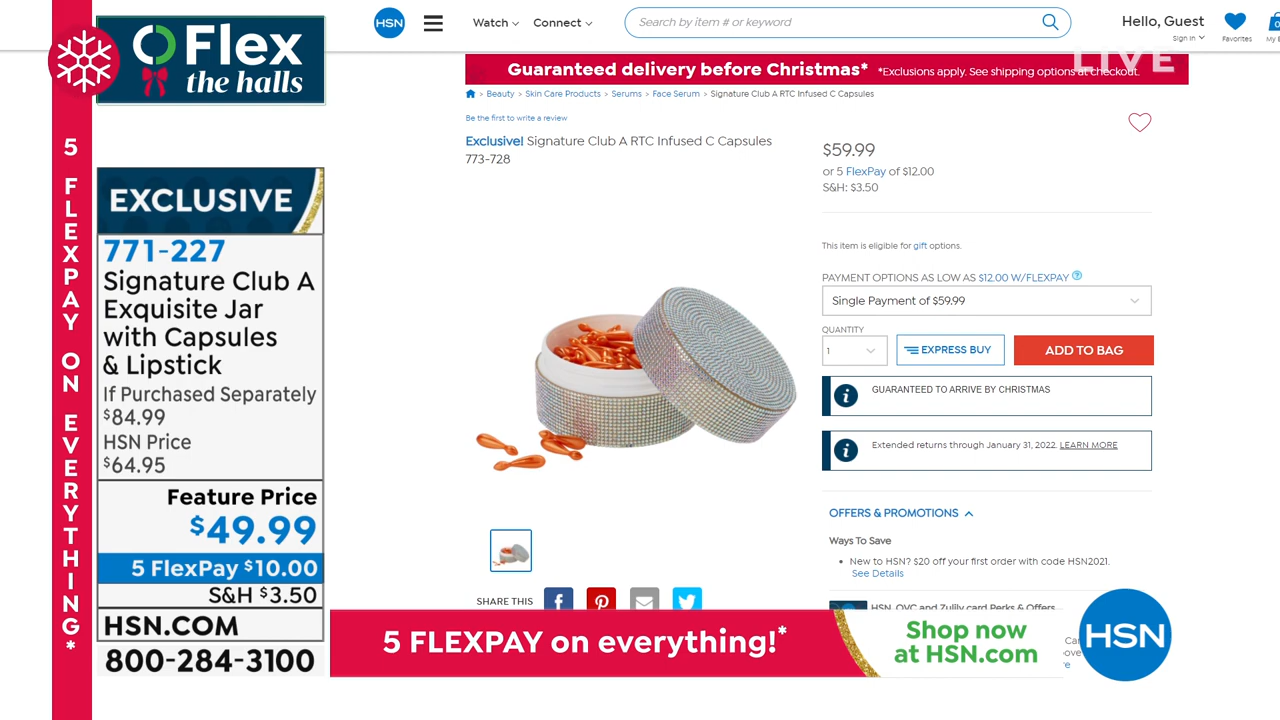 Flex
the halls
5 FLEXPAY ON EVERYTHING*
EXCLUSIVE
771-227
Signature Club A
Exquisite Jar
with Capsules
& Lipstick
If Purchased Separately
$84.99
HSN Price
$64.95
Feature Price
$49.99
5 FlexPay $10.00
S&H $3.50
HSN.COM
800-284-3100
HSN
Watch
Connect
Search by item # or keyword
Hello, Guest
Sign In
Favorites
0
LIVE
Guaranteed delivery before Christmas* *Exclusions apply. See shipping options at checkout.
> Beauty > Skin Care Products > Serums > Face Serum > Signature Club A RTC Infused C Capsules
Be the first to write a review
Exclusive! Signature Club A RTC Infused C Capsules
773-728
$59.99
or 5 FlexPay of $12.00
S&H: $3.50
This item is eligible for gift options.
PAYMENT OPTIONS AS LOW AS $12.00 W/FLEXPAY ?
Single Payment of $59.99
QUANTITY
1
EXPRESS BUY
ADD TO BAG
GUARANTEED TO ARRIVE BY CHRISTMAS
Extended returns through January 31, 2022. LEARN MORE
OFFERS & PROMOTIONS
Ways To Save
• New to HSN? $20 off your first order with code HSN2021.
See Details
HSN, QVC and Zulily card Perks & Offers...
SHARE THIS
5 FLEXPAY on everything!*
Shop now
at HSN.com
HSN